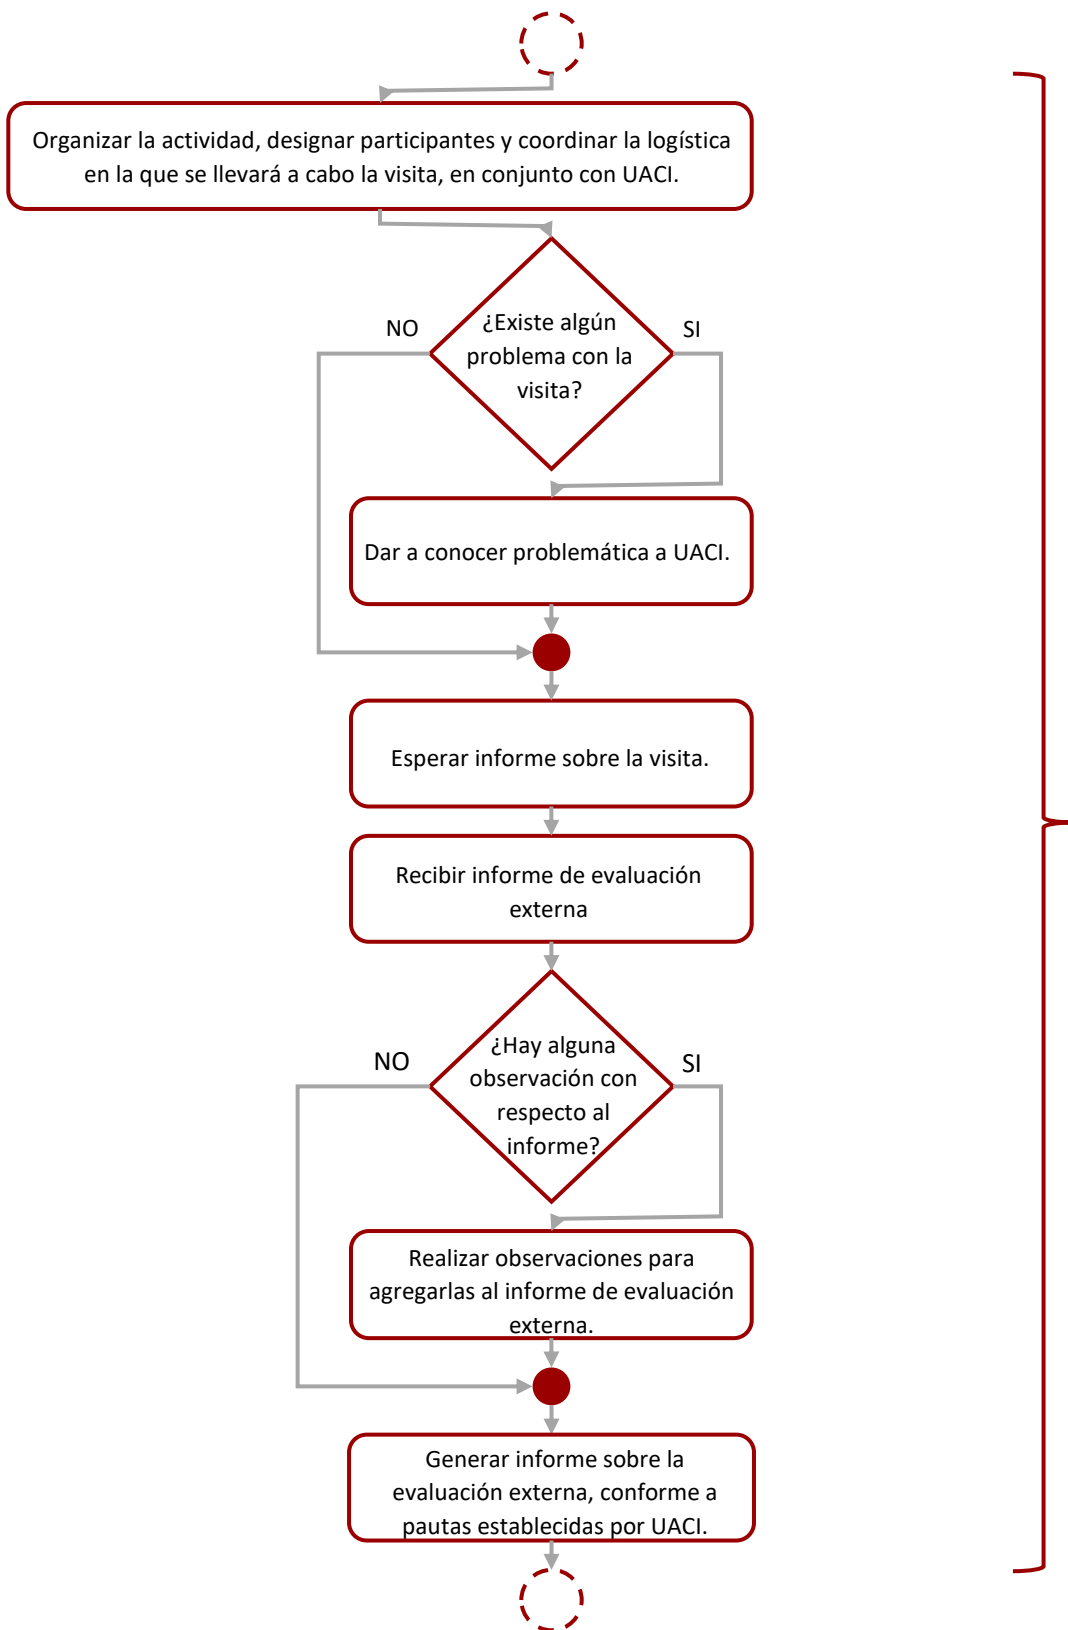 Organizar la actividad, designar participantes y coordinar la logística
en la que se llevará a cabo la visita, en conjunto con UACI.
NO
¿Existe algún
problema con la
visita?
SI
Dar a conocer problemática a UACI.
Esperar informe sobre la visita.
Recibir informe de evaluación
externa
NO
¿Hay alguna
observación con
respecto al
informe?
SI
Realizar observaciones para
agregarlas al informe de evaluación
externa.
Generar informe sobre la
evaluación externa, conforme a
pautas establecidas por UACI.